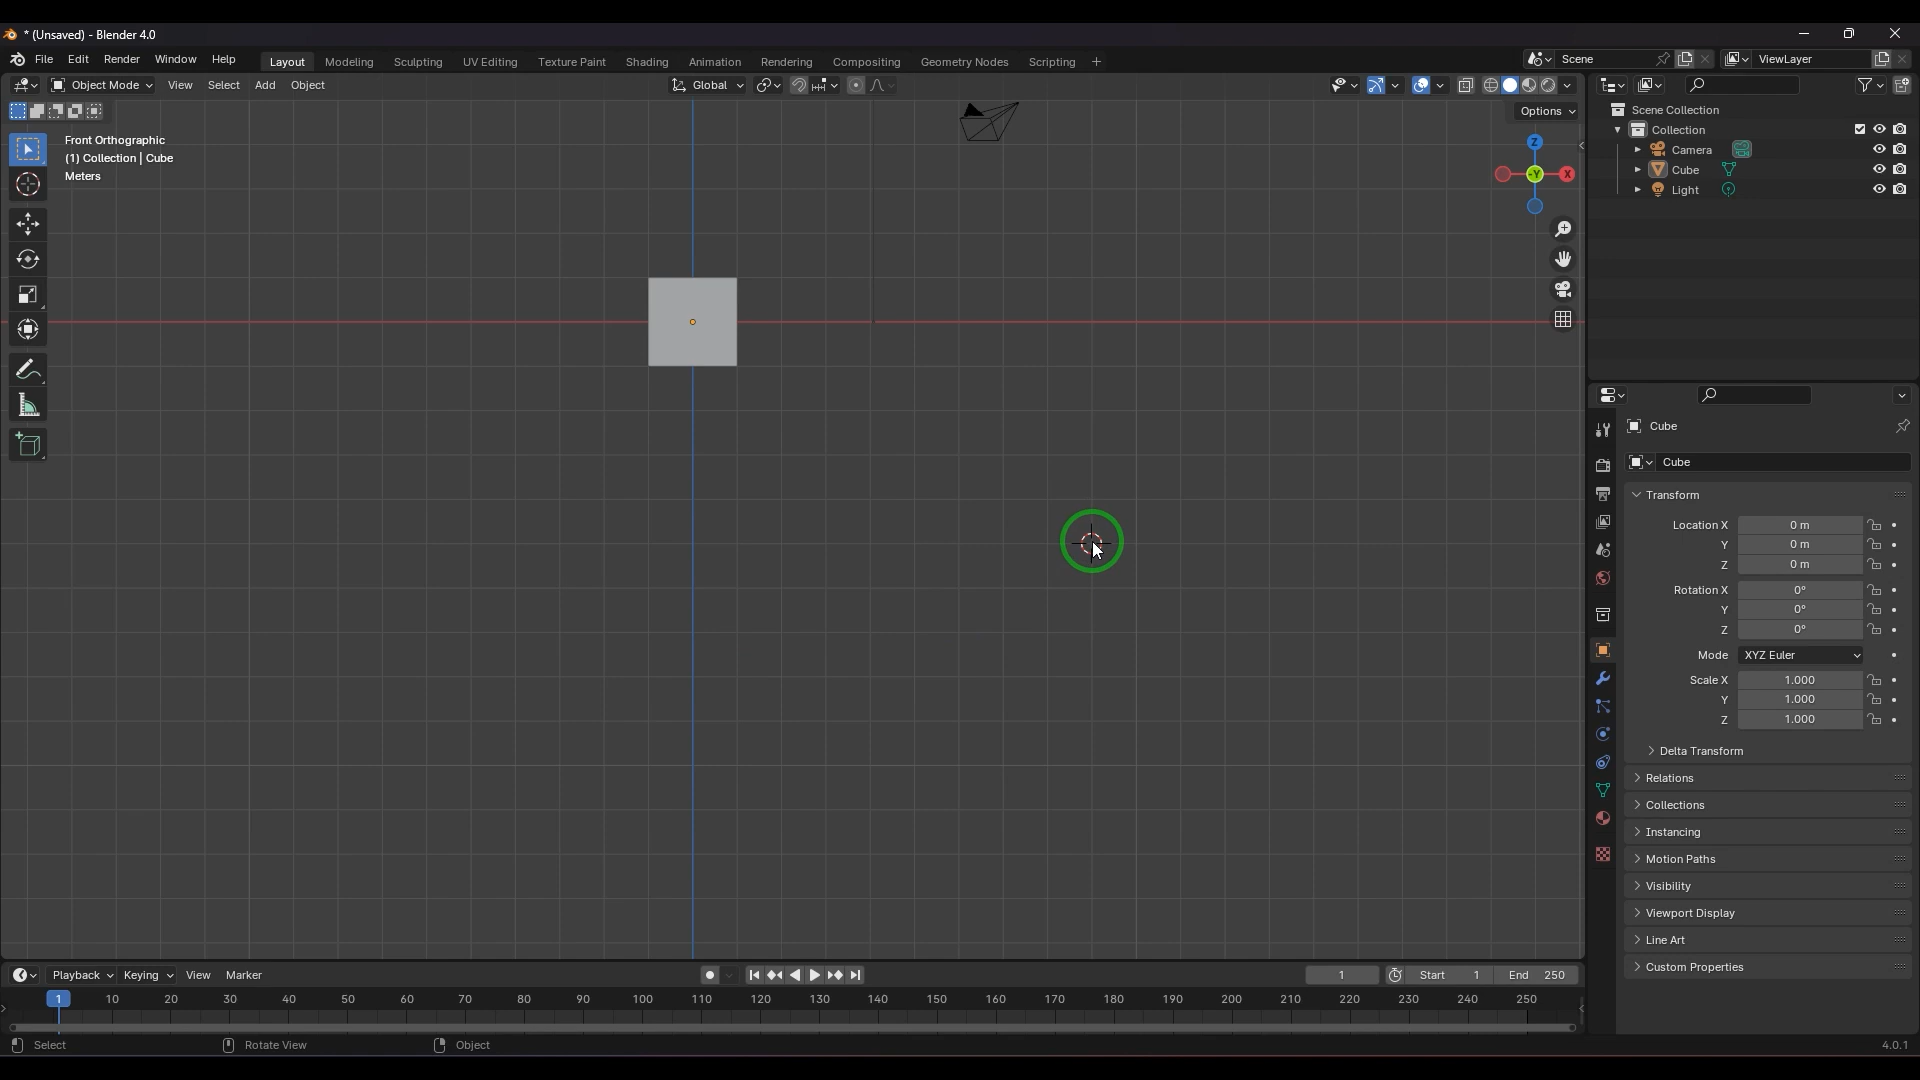 * (Unsaved) - Blender 4.0
File Edit Render Window Help Layout Modeling Sculpting UV Editing Texture Paint Shading Animation Rendering Compositing Geometry Nodes Scripting + Scene ViewLayer
Object Mode View Select Add Object Global
Options
Front Orthographic
(1) Collection | Cube
Meters
Z
-Y
X
Scene Collection
Collection
Camera
Cube
Light
Cube
Cube
Transform
Location X 0 m
Y 0 m
Z 0 m
Rotation X 0°
Y 0°
Z 0°
Mode XYZ Euler
Scale X 1.000
Y 1.000
Z 1.000
Delta Transform
Relations
Collections
Instancing
Motion Paths
Visibility
Viewport Display
Line Art
Custom Properties
Playback Keying View Marker 1 Start 1 End 250
1 10 20 30 40 50 60 70 80 90 100 110 120 130 140 150 160 170 180 190 200 210 220 230 240 250
Select Rotate View Object 4.0.1